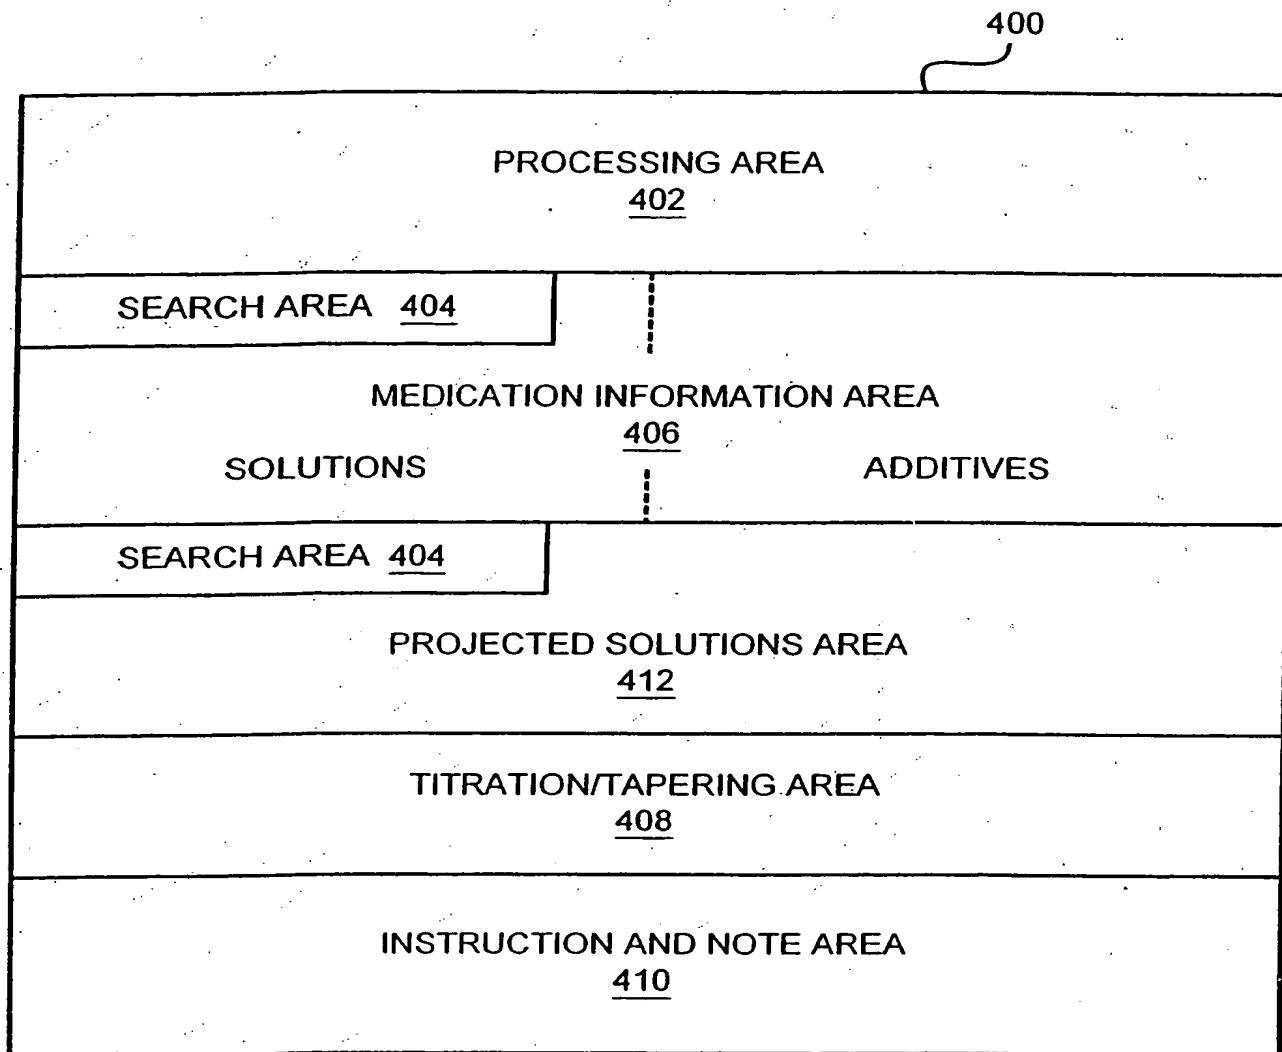 400
PROCESSING AREA
402
SEARCH AREA 404
MEDICATION INFORMATION AREA
406
SOLUTIONS ADDITIVES
SEARCH AREA 404
PROJECTED SOLUTIONS AREA
412
TITRATION/TAPERING AREA
408
INSTRUCTION AND NOTE AREA
410